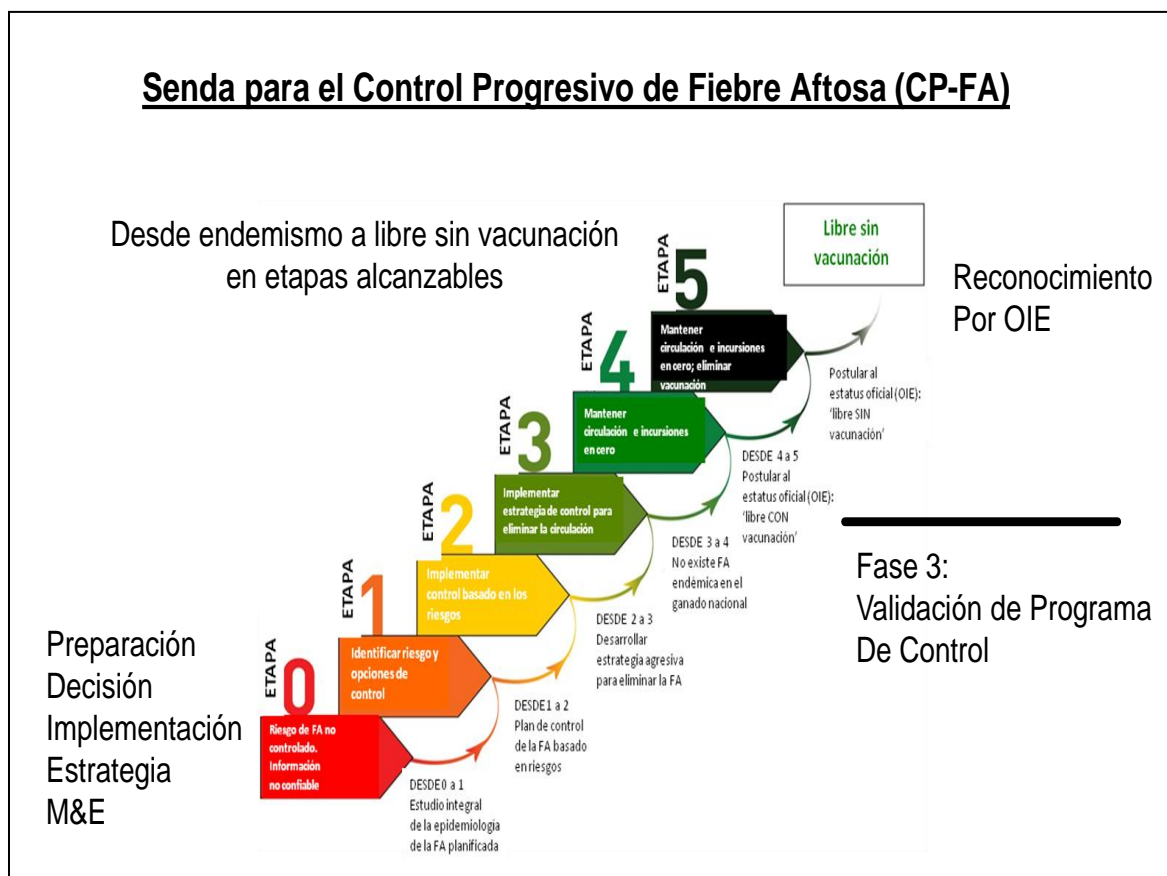 Senda para el Control Progresivo de Fiebre Aftosa (CP-FA)
Desde endemismo a libre sin vacunación
en etapas alcanzables
Libre sin
vacunación
Reconocimiento
Por OIE
ETAPA
5
Mantener
circulación e incursiones
en cero; eliminar
vacunación
Postular al
estatus oficial (OIE):
'libre SIN
vacunación'
ETAPA
4
Mantener
circulación e incursiones
en cero
DESDE 4 a 5
Postular al
estatus oficial (OIE):
'libre CON
vacunación'
ETAPA
3
Implementar
estrategia de control para
eliminar la circulación
DESDE 3 a 4
No existe FA
endémica en el
ganado nacional
Fase 3:
Validación de Programa
De Control
ETAPA
2
Implementar
control basado en los
riesgos
DESDE 2 a 3
Desarrollar
estrategia agresiva
para eliminar la FA
ETAPA
1
Identificar riesgo y
opciones de
control
DESDE1 a 2
Plan de control
de la FA basado
en riesgos
ETAPA
0
Riesgo de FA no
controlado.
Información
no confiable
DESDE0 a 1
Estudio integral
de la epidemiología
de la FA planificada
Preparación
Decisión
Implementación
Estrategia
M&E